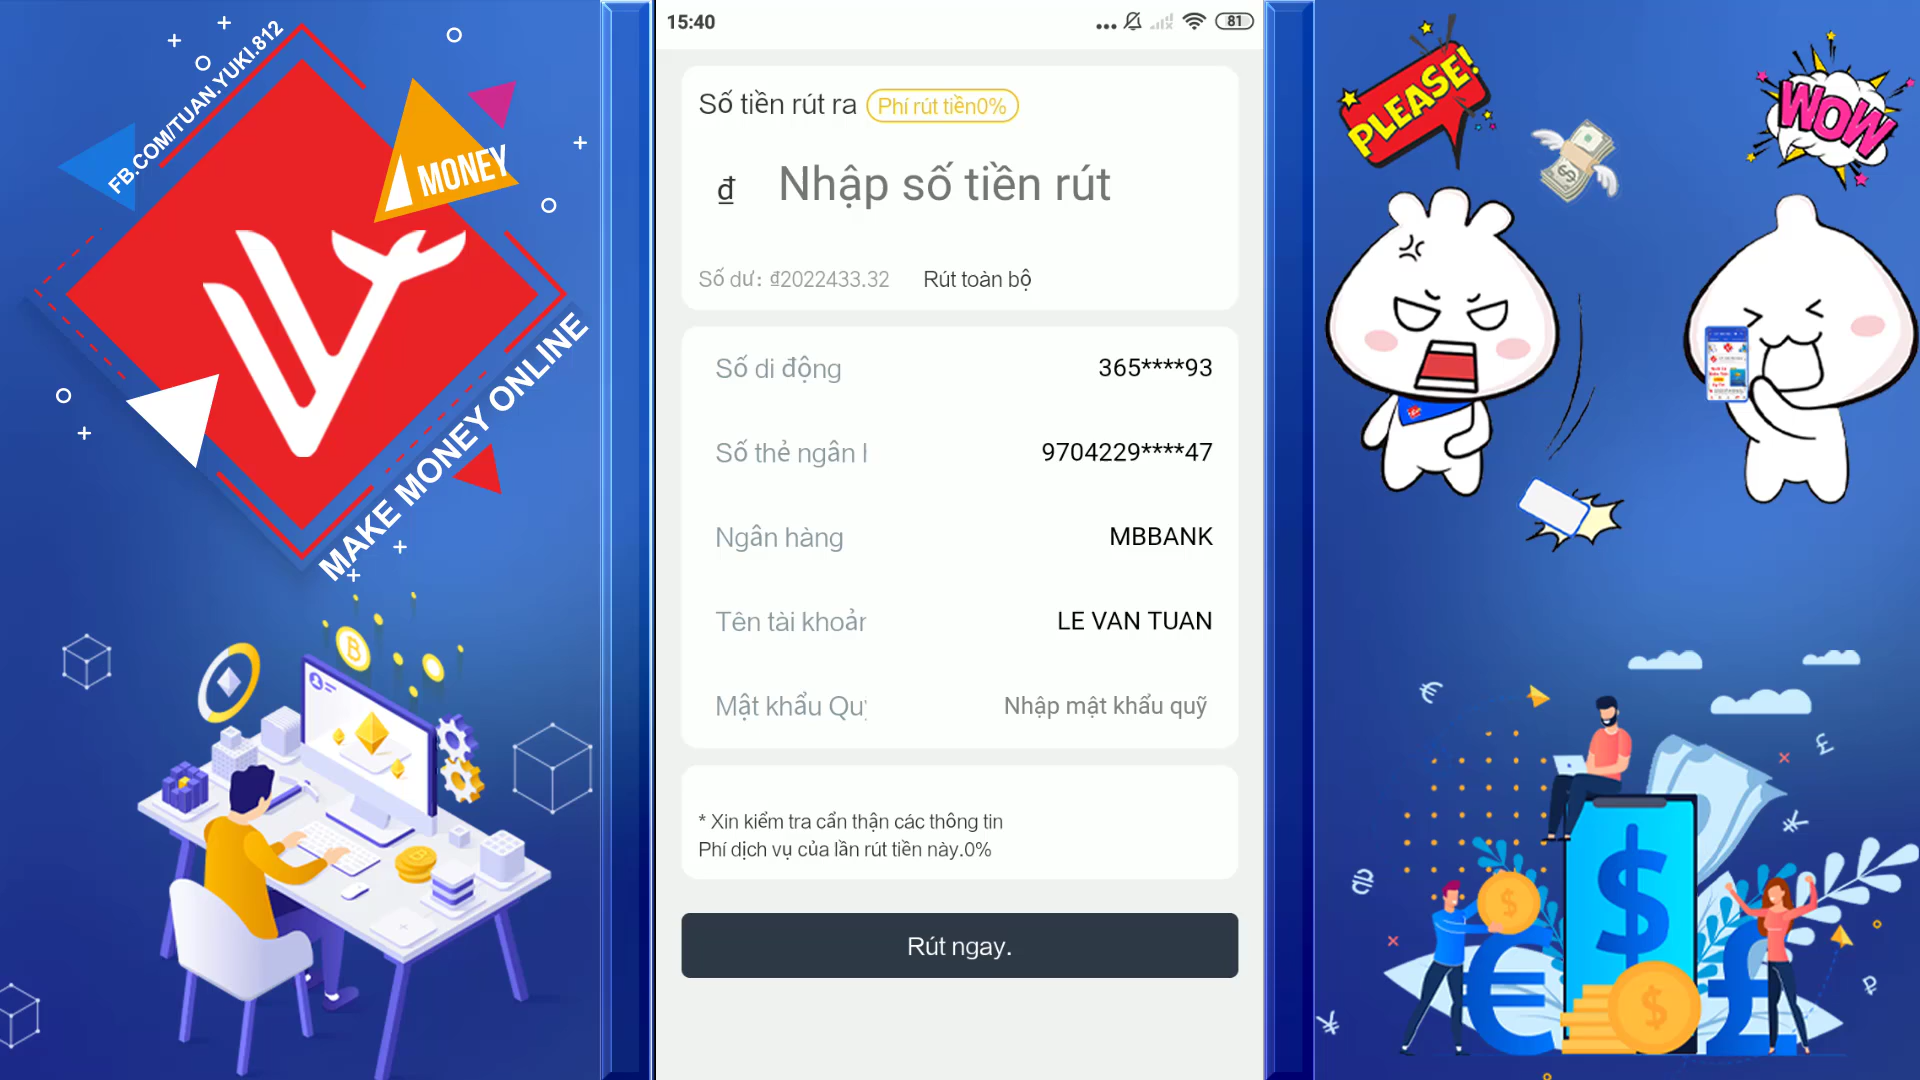 FB.COM/TUAN.YUKI.812
MONEY
MAKE MONEY ONLINE
15:40
81
Số tiền rút ra
Phí rút tiền0%
₫ Nhập số tiền rút
Số dư: ₫2022433.32 Rút toàn bộ
Số di động 365****93
Số thẻ ngân 9704229****47
Ngân hàng MBBANK
Tên tài khoản LE VAN TUAN
Mật khẩu Quỹ Nhập mật khẩu quỹ
* Xin kiểm tra cẩn thận các thông tin
Phí dịch vụ của lần rút tiền này.0%
Rút ngay.
PLEASE!
WOW